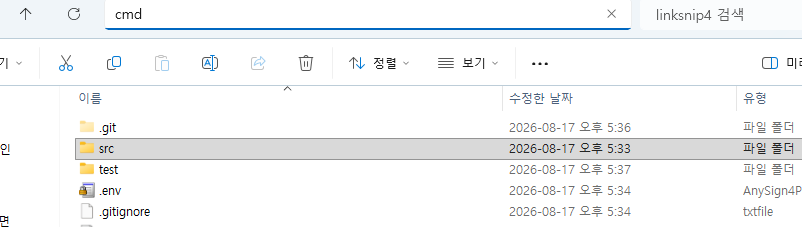 cmd
linksnip4 검색
기
정렬
보기
미리
이름
수정한 날짜
유형
.git
2026-08-17 오후 5:36
파일 폴더
인
src
2026-08-17 오후 5:33
파일 폴더
test
2026-08-17 오후 5:37
파일 폴더
.env
2026-08-17 오후 5:34
AnySign4P
.gitignore
2026-08-17 오후 5:34
txtfile
면